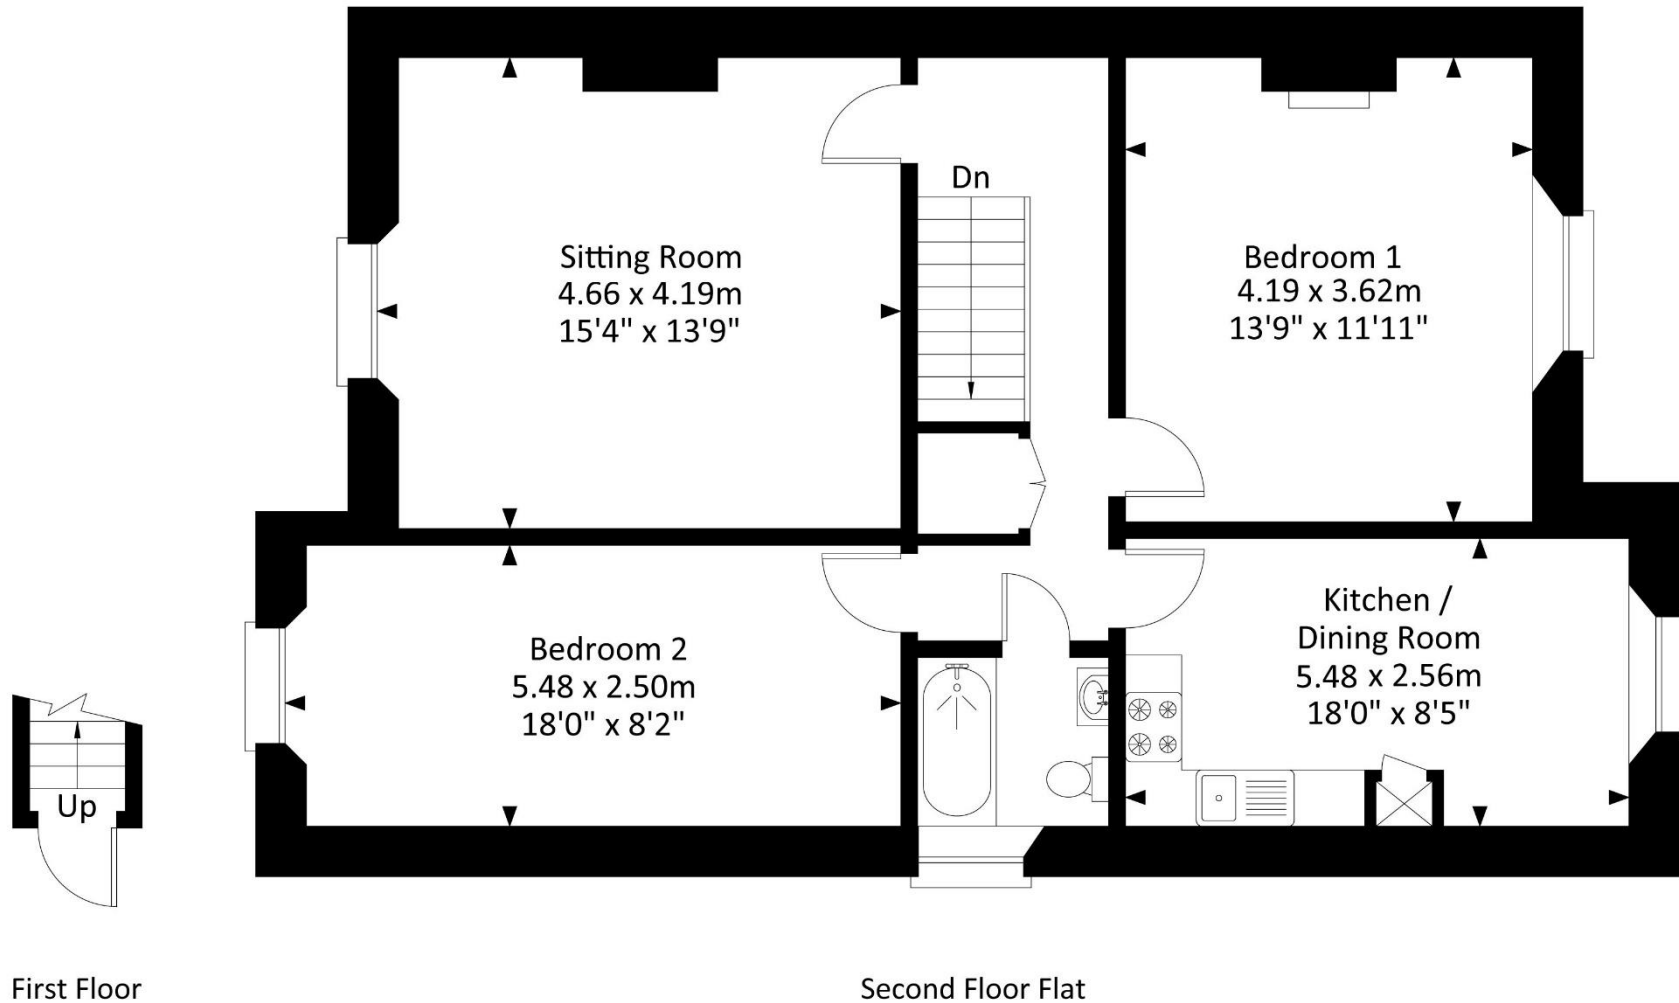 Dn
Sitting Room
4.66 x 4.19m
15'4" x 13'9"
Bedroom 1
4.19 x 3.62m
13'9" x 11'11"
Bedroom 2
5.48 x 2.50m
18'0" x 8'2"
Kitchen /
Dining Room
5.48 x 2.56m
18'0" x 8'5"
Up
First Floor
Second Floor Flat